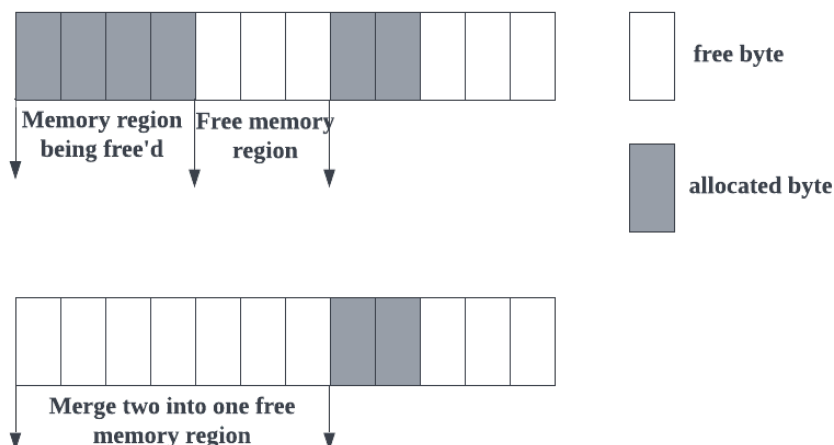 free byte
Memory region
being free'd
Free memory
region
allocated byte
Merge two into one free
memory region